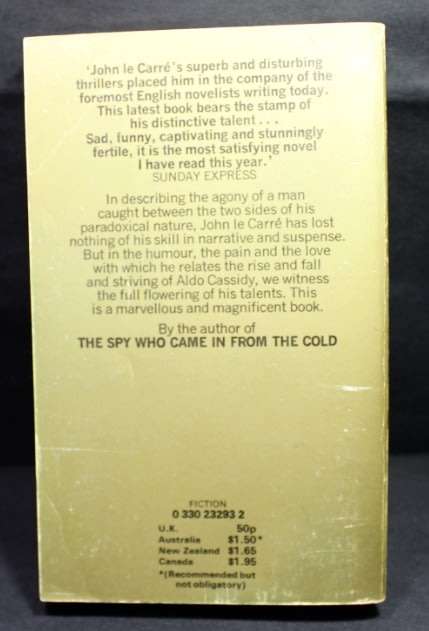 'John le Carré's superb and disturbing
thrillers placed him in the company of the
foremost English novelists writing today.
This latest book bears the stamp of
his distinctive talent . . .
Sad, funny, captivating and stunningly
fertile, it is the most satisfying novel
I have read this year.'
SUNDAY EXPRESS
In describing the agony of a man
caught between the two sides of his
paradoxical nature, John le Carré has lost
nothing of his skill in narrative and suspense.
But in the humour, the pain and the love
with which he relates the rise and fall
and striving of Aldo Cassidy, we witness
the full flowering of his talents. This
is a marvellous and magnificent book.
By the author of
THE SPY WHO CAME IN FROM THE COLD
FICTION
0 330 23293 2
U.K. 50p
Australia $1.50*
New Zealand $1.65
Canada $1.95
*(Recommended but
not obligatory)